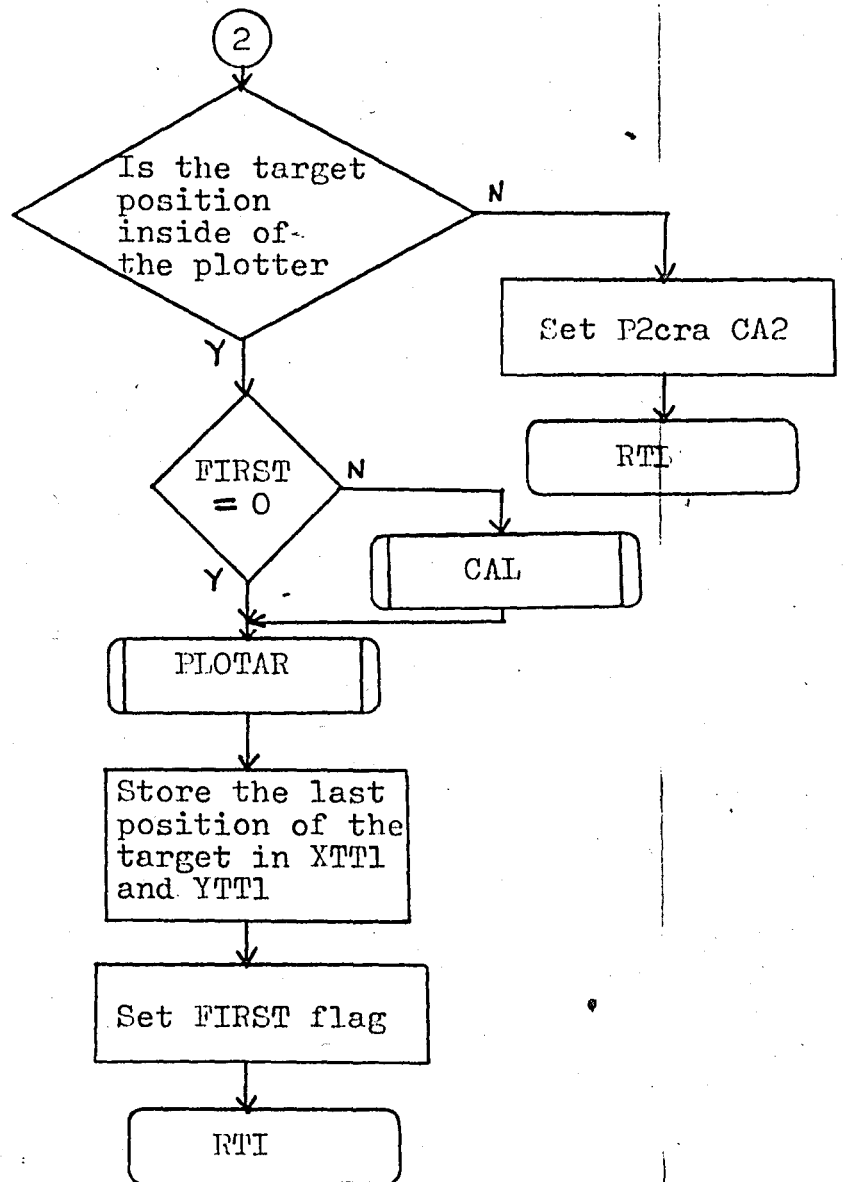 2
Is the target
position
inside of
the plotter
N
Y
Set P2cra CA2
RTI
FIRST
= 0
N
Y
CAL
PLOTAR
Store the last
position of the
target in XTT1
and YTT1
Set FIRST flag
RTI